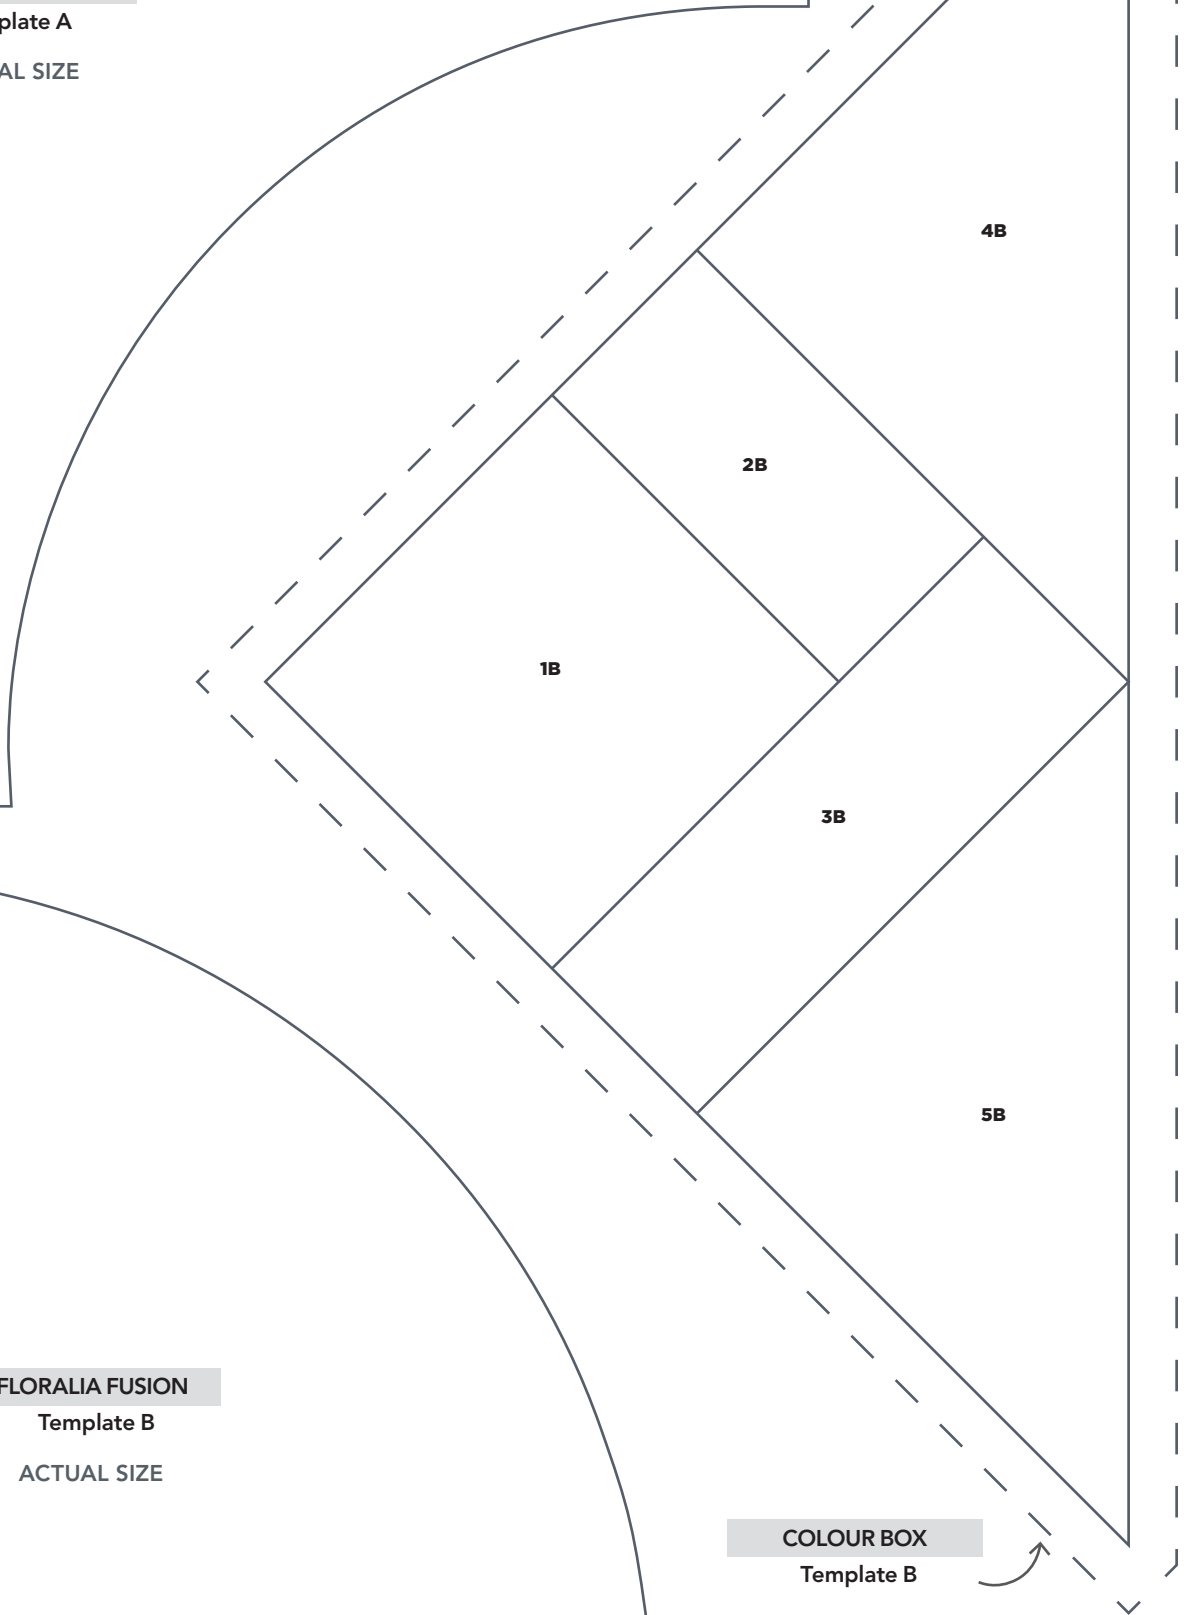 plate A
AL SIZE
4B
2B
1B
3B
5B
FLORALIA FUSION
Template B
ACTUAL SIZE
COLOUR BOX
Template B